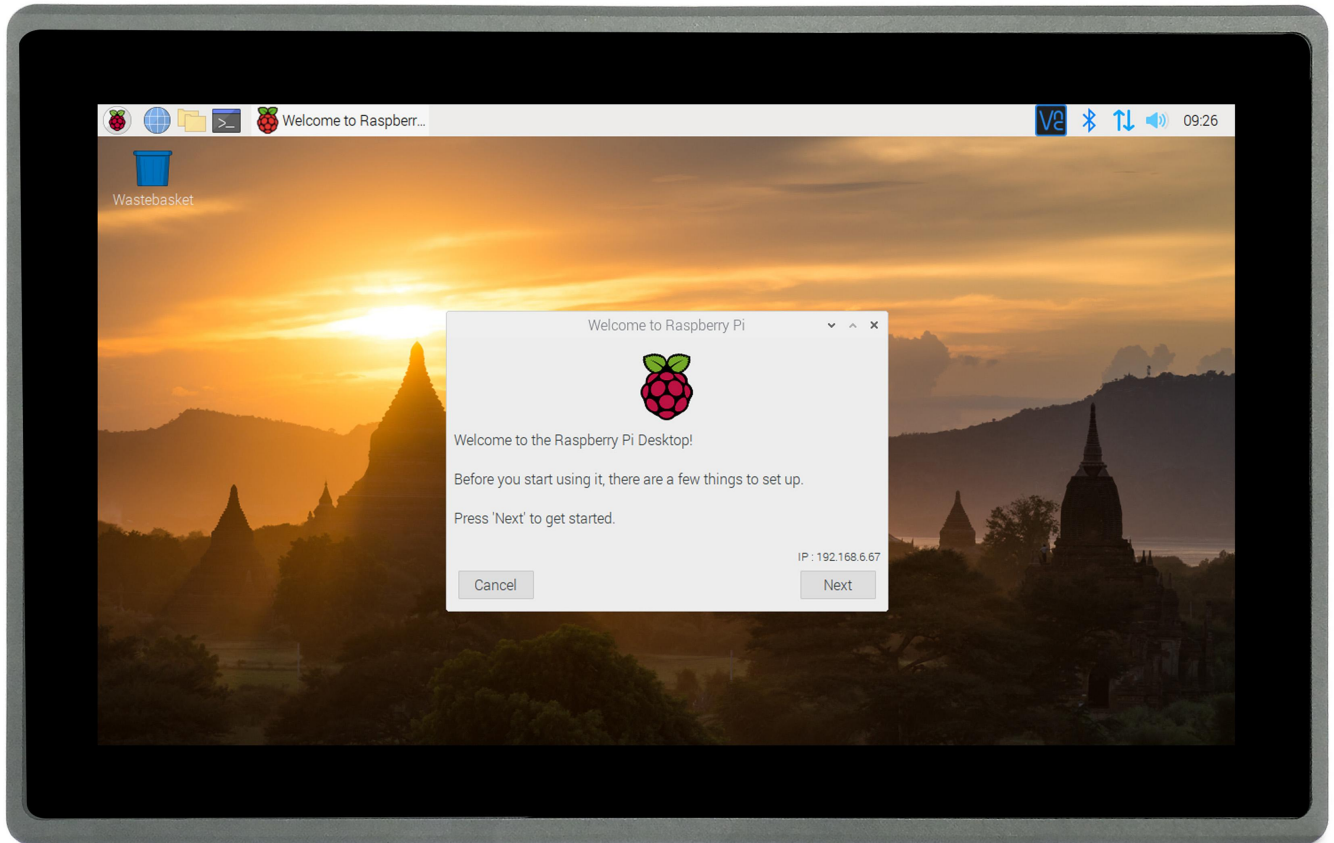 Welcome to Raspberr...
VC
09:26
Wastebasket
Welcome to Raspberry Pi
Welcome to the Raspberry Pi Desktop!
Before you start using it, there are a few things to set up.
Press 'Next' to get started.
IP : 192.168.6.67
Cancel
Next